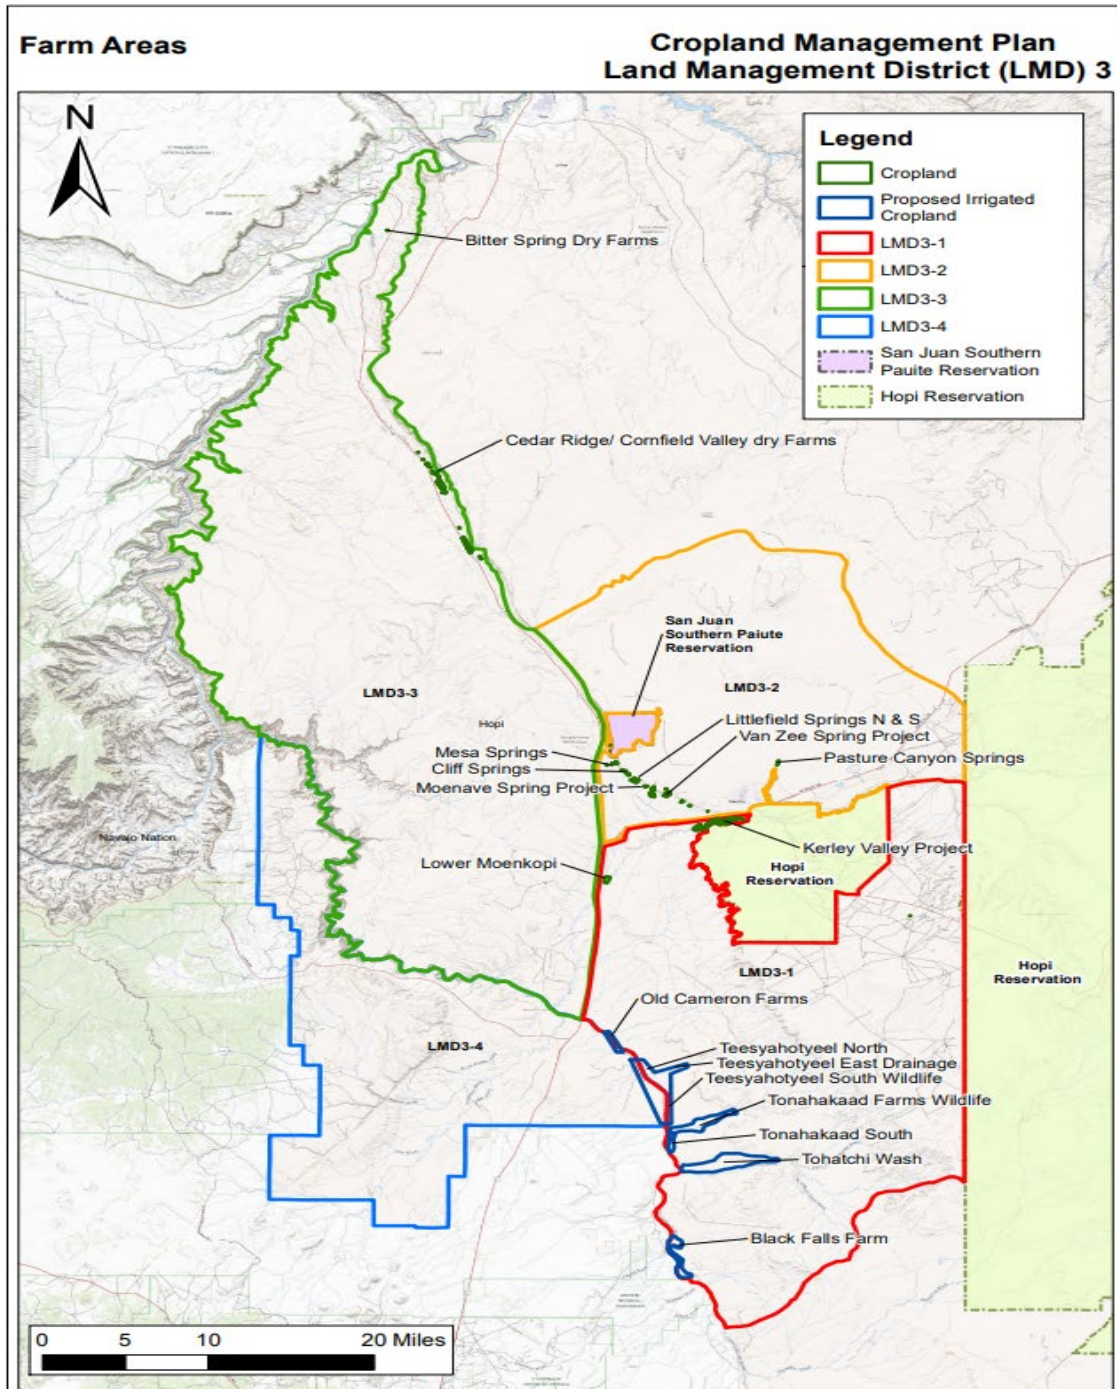 Farm Areas
Cropland Management Plan
Land Management District (LMD) 3
N
Legend
Cropland
Proposed Irrigated
Cropland
LMD3-1
LMD3-2
LMD3-3
LMD3-4
San Juan Southern
Pauite Reservation
Hopi Reservation
Bitter Spring Dry Farms
Cedar Ridge/ Cornfield Valley dry Farms
San Juan
Southern Paiute
Reservation
LMD3-3
LMD3-2
Hopi
Littlefield Springs N & S
Van Zee Spring Project
Mesa Springs
Cliff Springs
Moenave Spring Project
Pasture Canyon Springs
Navajo Nation
Kerley Valley Project
Lower Moenkopi
Hopi
Reservation
LMD3-1
Hopi
Reservation
Old Cameron Farms
LMD3-4
Teesyahotyeel North
Teesyahotyeel East Drainage
Teesyahotyeel South Wildlife
Tonahakaad Farms Wildlife
Tonahakaad South
Tohatchi Wash
Black Falls Farm
0 5 10 20 Miles